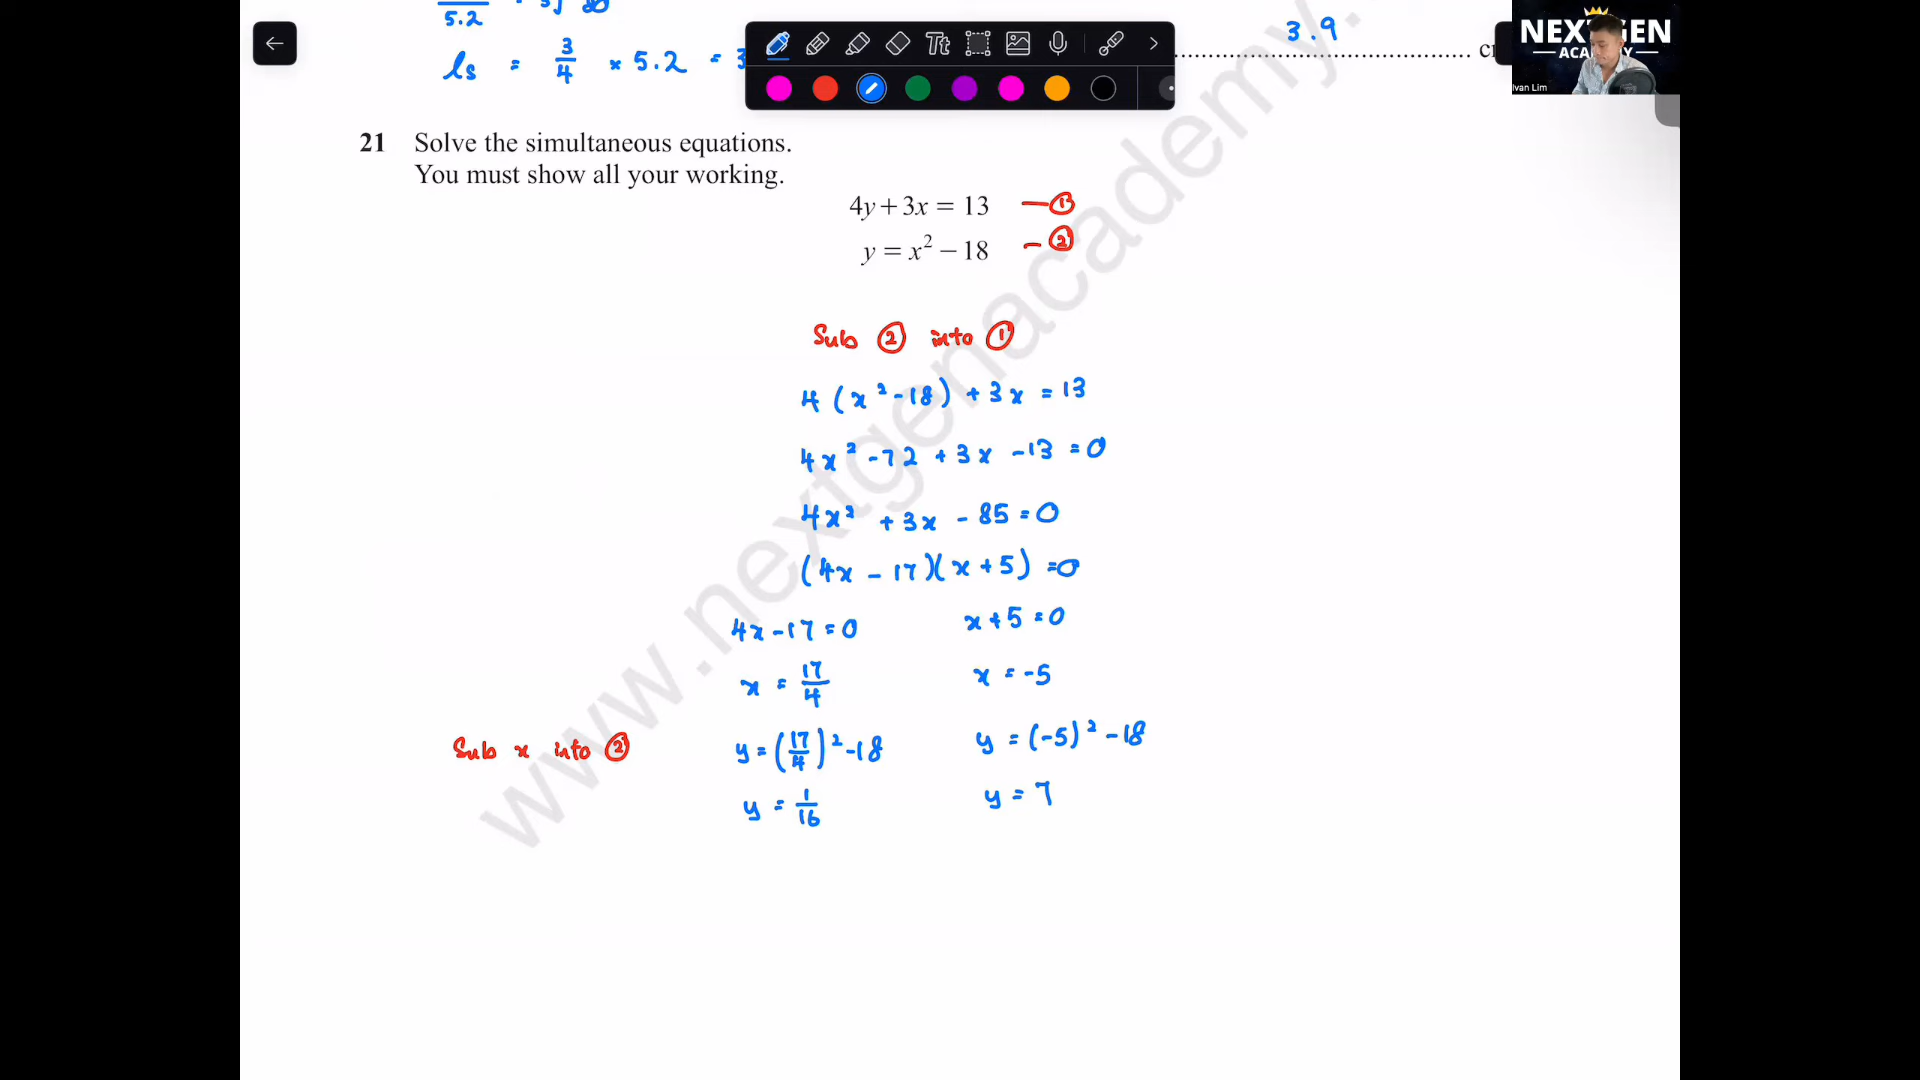 5.2
ls = 3/4 × 5.2 = 3
3.9
NEXTGEN
ACADEMY
Ivan Lim
Tt
21 Solve the simultaneous equations.
You must show all your working.
4y + 3x = 13 — ①
y = x² − 18 — ②
Sub ② into ①
4 (x² - 18) + 3x = 13
4x² - 72 + 3x - 13 = 0
4x² + 3x - 85 = 0
(4x - 17)(x + 5) = 0
4x - 17 = 0 x + 5 = 0
x = 17/4 x = -5
Sub x into ② y = (17/4)² - 18 y = (-5)² - 18
y = 1/16 y = 7
www.nextgenacademy.